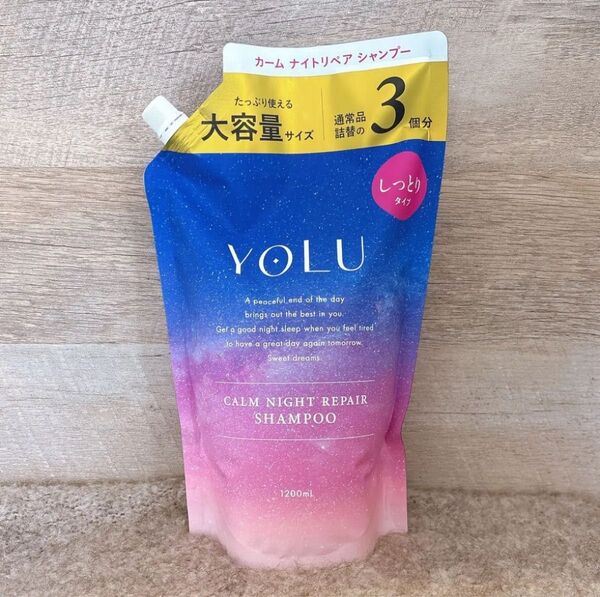 カーム ナイトリペア シャンプー
たっぷり使える
大容量サイズ
通常品
詰替の
3個分
しっとり
タイプ
YOLU
A peaceful end of the day
brings out the best in you.
Get a good night sleep when you feel tired
to have a great day again tomorrow.
Sweet dreams.
CALM NIGHT REPAIR
SHAMPOO
1200mL